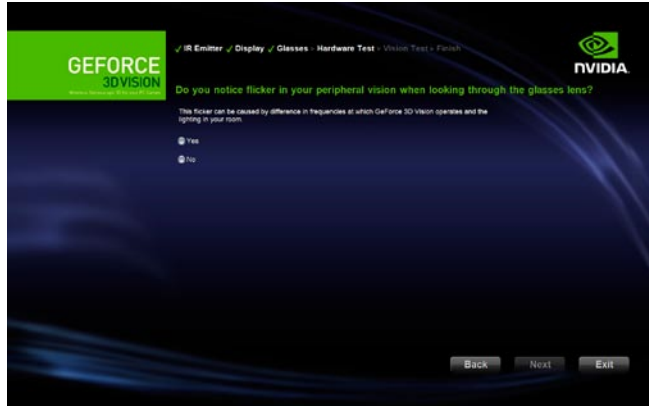 ✓ IR Emitter ✓ Display ✓ Glasses › Hardware Test › Vision Test › Finish
GEFORCE
3D VISION
NVIDIA.
Do you notice flicker in your peripheral vision when looking through the glasses lens?
This flicker can be caused by difference in frequencies at which GeForce 3D Vision operates and the
lighting in your room.
Yes
No
Back Next Exit